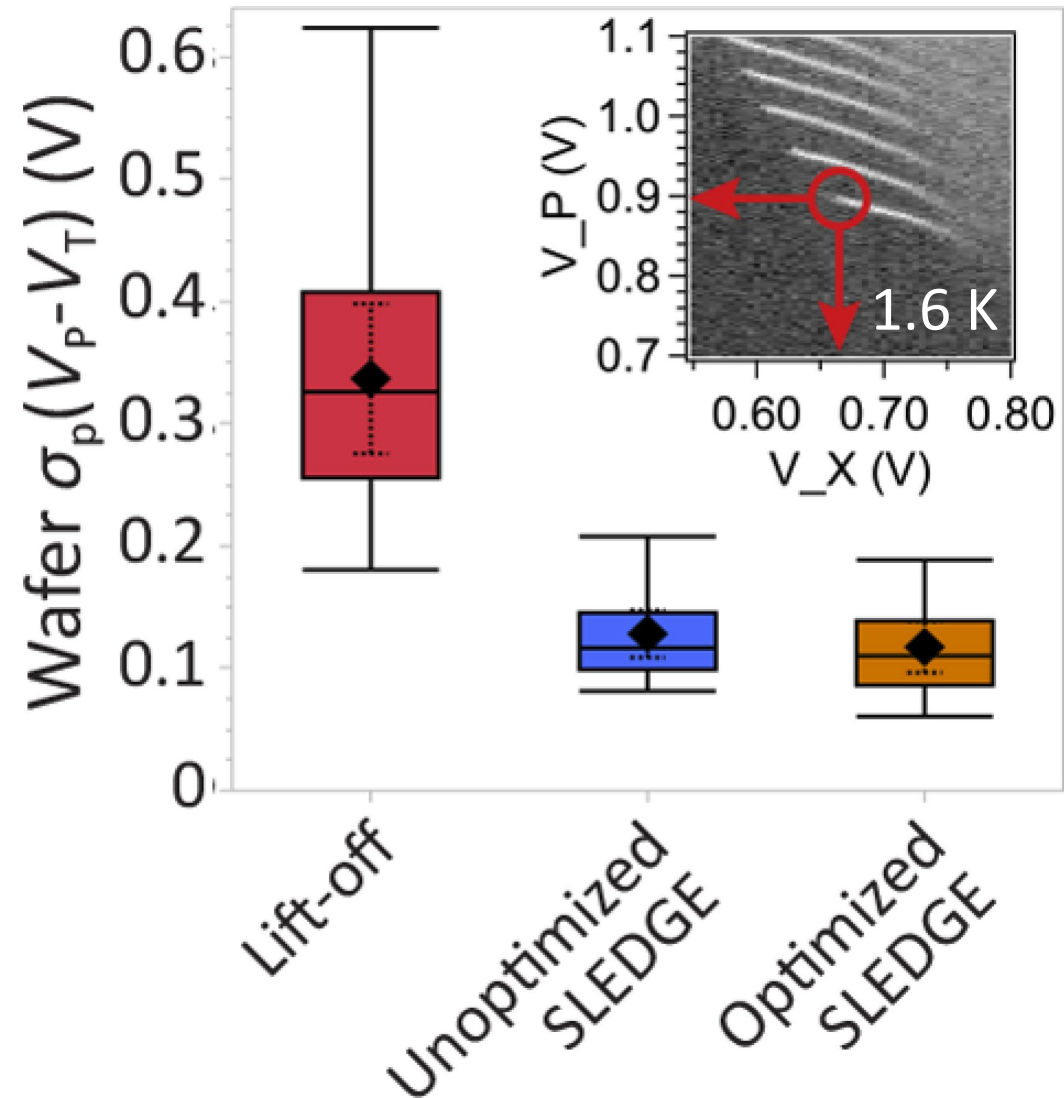 Wafer σp(VP-VT) (V)
0.6
0.5
0.4
0.3
0.2
0.1
0
V_P (V)
1.1
1.0
0.9
0.8
0.7
1.6 K
0.60 0.70 0.80
V_X (V)
Lift-off
Unoptimized
SLEDGE
Optimized
SLEDGE